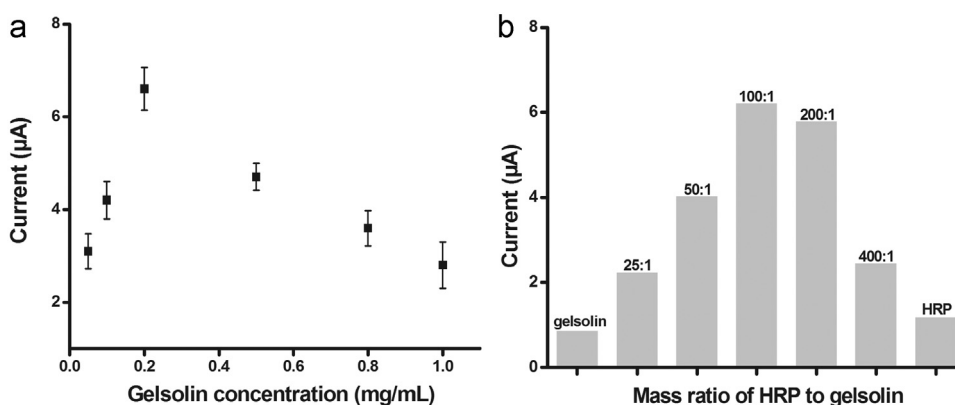 a
8
6
4
2
Current (µA)
0.0 0.2 0.4 0.6 0.8 1.0
Gelsolin concentration (mg/mL)
b
8
6
4
2
0
Current (µA)
gelsolin
25:1
50:1
100:1
200:1
400:1
HRP
Mass ratio of HRP to gelsolin